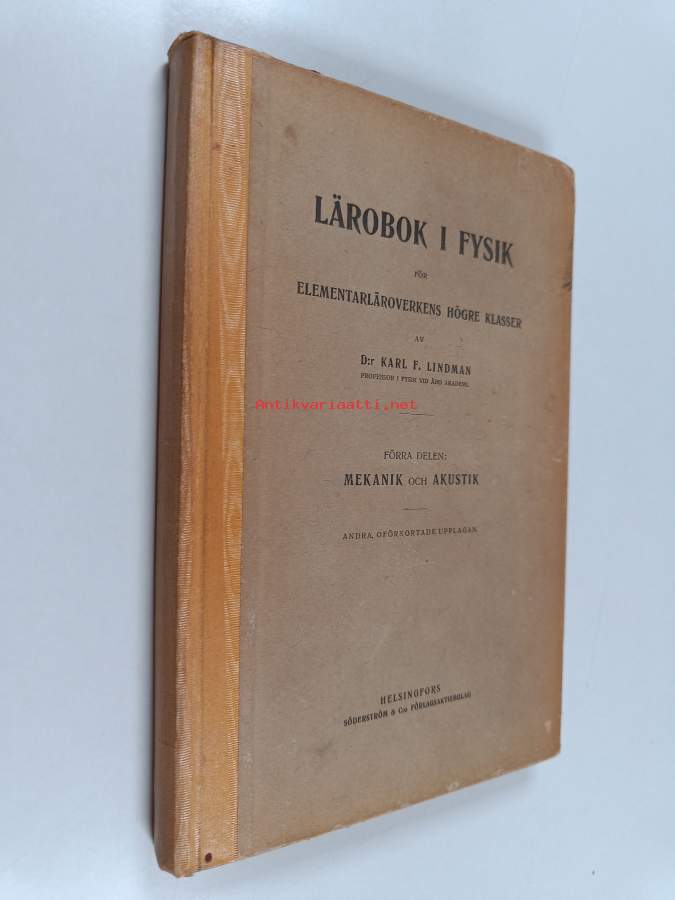 LÄROBOK I FYSIK
FÖR
ELEMENTARLÄROVERKENS HÖGRE KLASSER
AV
D:r KARL F. LINDMAN
PROFESSOR I FYSIK VID ÅBO AKADEMI.
Antikvariaatti.net
FÖRRA DELEN:
MEKANIK OCH AKUSTIK
ANDRA, OFÖRKORTADE UPPLAGAN.
HELSINGFORS
SÖDERSTRÖM & C:o FÖRLAGSAKTIEBOLAG